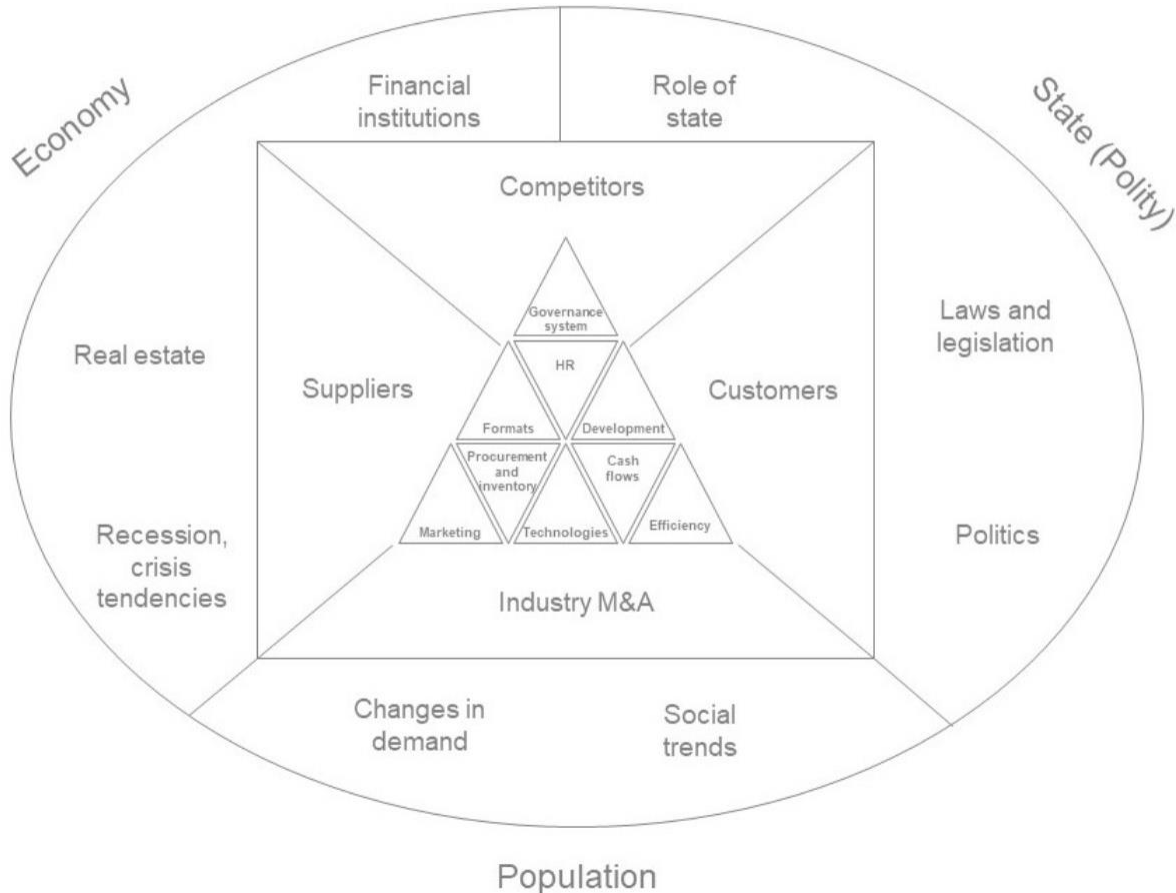 Economy
Financial
institutions
Role of
state
State (Polity)
Competitors
Governance
system
HR
Real estate
Laws and
legislation
Suppliers
Customers
Formats
Development
Procurement
and
inventory
Cash
flows
Marketing
Technologies
Efficiency
Recession,
crisis
tendencies
Politics
Industry M&A
Changes in
demand
Social
trends
Population